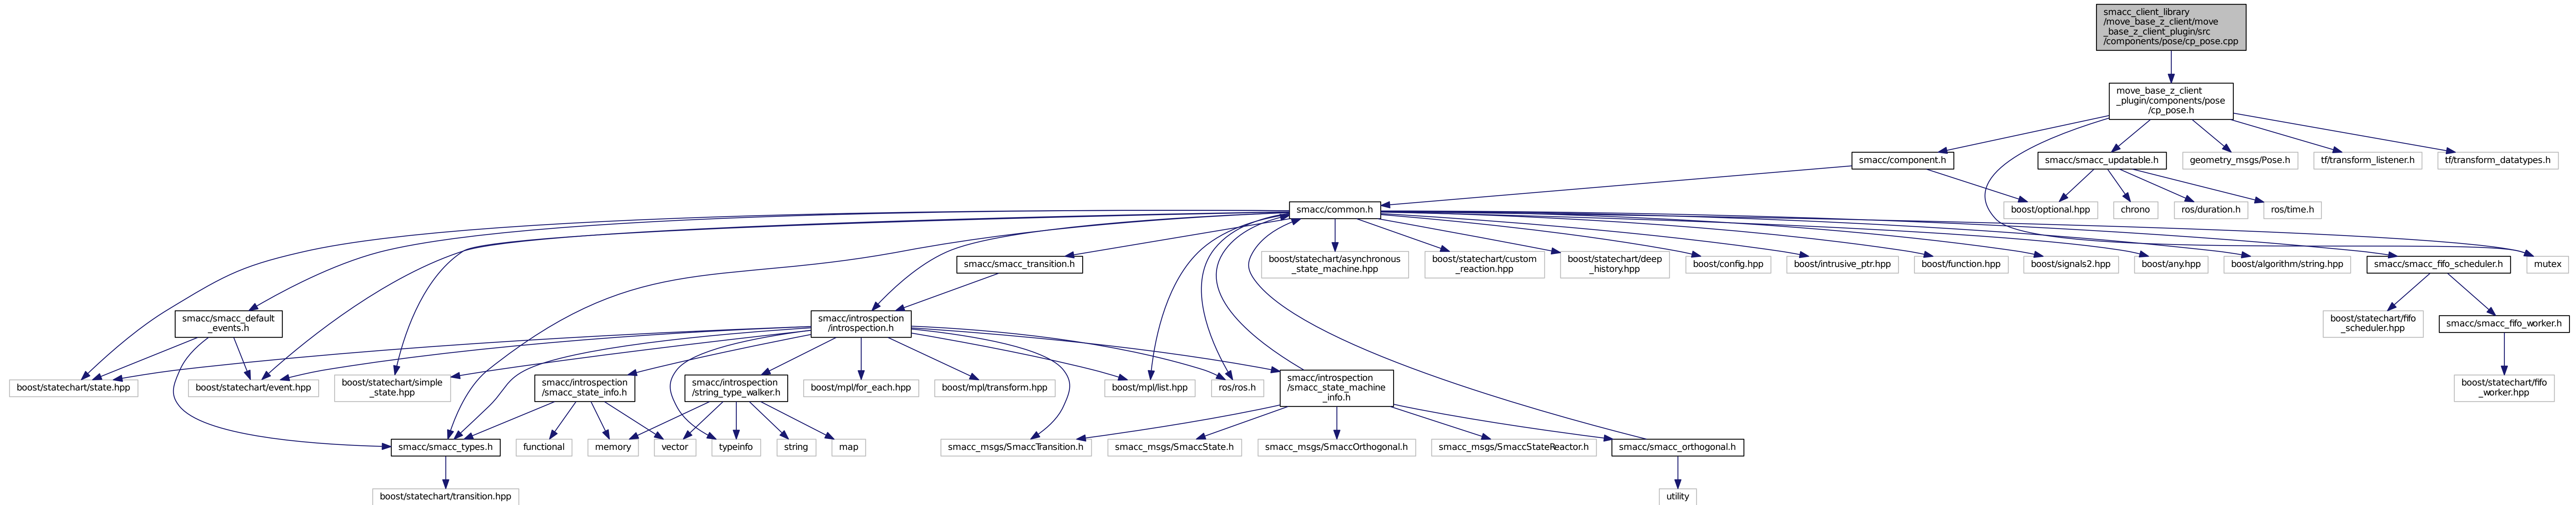 smacc_client_library
/move_base_z_client/move
_base_z_client_plugin/src
/components/pose/cp_pose.cpp
move_base_z_client
_plugin/components/pose
/cp_pose.h
smacc/component.h
smacc/smacc_updatable.h
geometry_msgs/Pose.h
tf/transform_listener.h
tf/transform_datatypes.h
smacc/common.h
boost/optional.hpp
chrono
ros/duration.h
ros/time.h
smacc/smacc_transition.h
boost/statechart/asynchronous
_state_machine.hpp
boost/statechart/custom
_reaction.hpp
boost/statechart/deep
_history.hpp
boost/config.hpp
boost/intrusive_ptr.hpp
boost/function.hpp
boost/signals2.hpp
boost/any.hpp
boost/algorithm/string.hpp
smacc/smacc_fifo_scheduler.h
mutex
smacc/smacc_default
_events.h
smacc/introspection
/introspection.h
boost/statechart/fifo
_scheduler.hpp
smacc/smacc_fifo_worker.h
boost/statechart/state.hpp
boost/statechart/event.hpp
boost/statechart/simple
_state.hpp
smacc/introspection
/smacc_state_info.h
smacc/introspection
/string_type_walker.h
boost/mpl/for_each.hpp
boost/mpl/transform.hpp
boost/mpl/list.hpp
ros/ros.h
smacc/introspection
/smacc_state_machine
_info.h
boost/statechart/fifo
_worker.hpp
smacc/smacc_types.h
functional
memory
vector
typeinfo
string
map
smacc_msgs/SmaccTransition.h
smacc_msgs/SmaccState.h
smacc_msgs/SmaccOrthogonal.h
smacc_msgs/SmaccStateReactor.h
smacc/smacc_orthogonal.h
boost/statechart/transition.hpp
utility